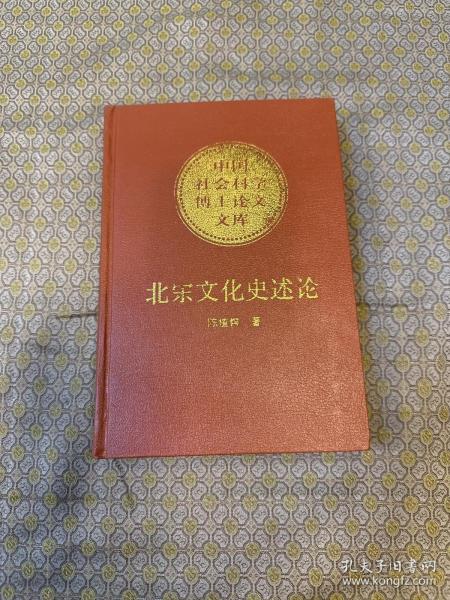 中国
社会科学
博士论文
文库
北宋文化史述论
陈植锷 著
孔夫子旧书网
www.kongfz.com